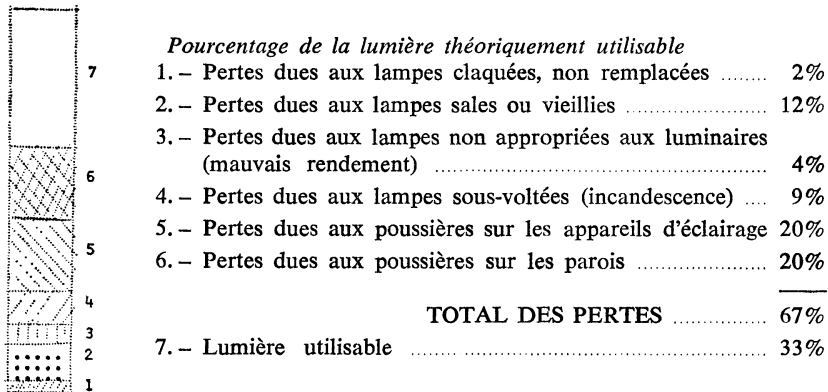 Pourcentage de la lumière théoriquement utilisable
1. – Pertes dues aux lampes claquées, non remplacées ........ 2%
2. – Pertes dues aux lampes sales ou vieillies ........ 12%
3. – Pertes dues aux lampes non appropriées aux luminaires
(mauvais rendement) ........ 4%
4. – Pertes dues aux lampes sous-voltées (incandescence) .... 9%
5. – Pertes dues aux poussières sur les appareils d'éclairage 20%
6. – Pertes dues aux poussières sur les parois ........ 20%
TOTAL DES PERTES ........ 67%
7. – Lumière utilisable ........ 33%
7
6
5
4
3
2
1